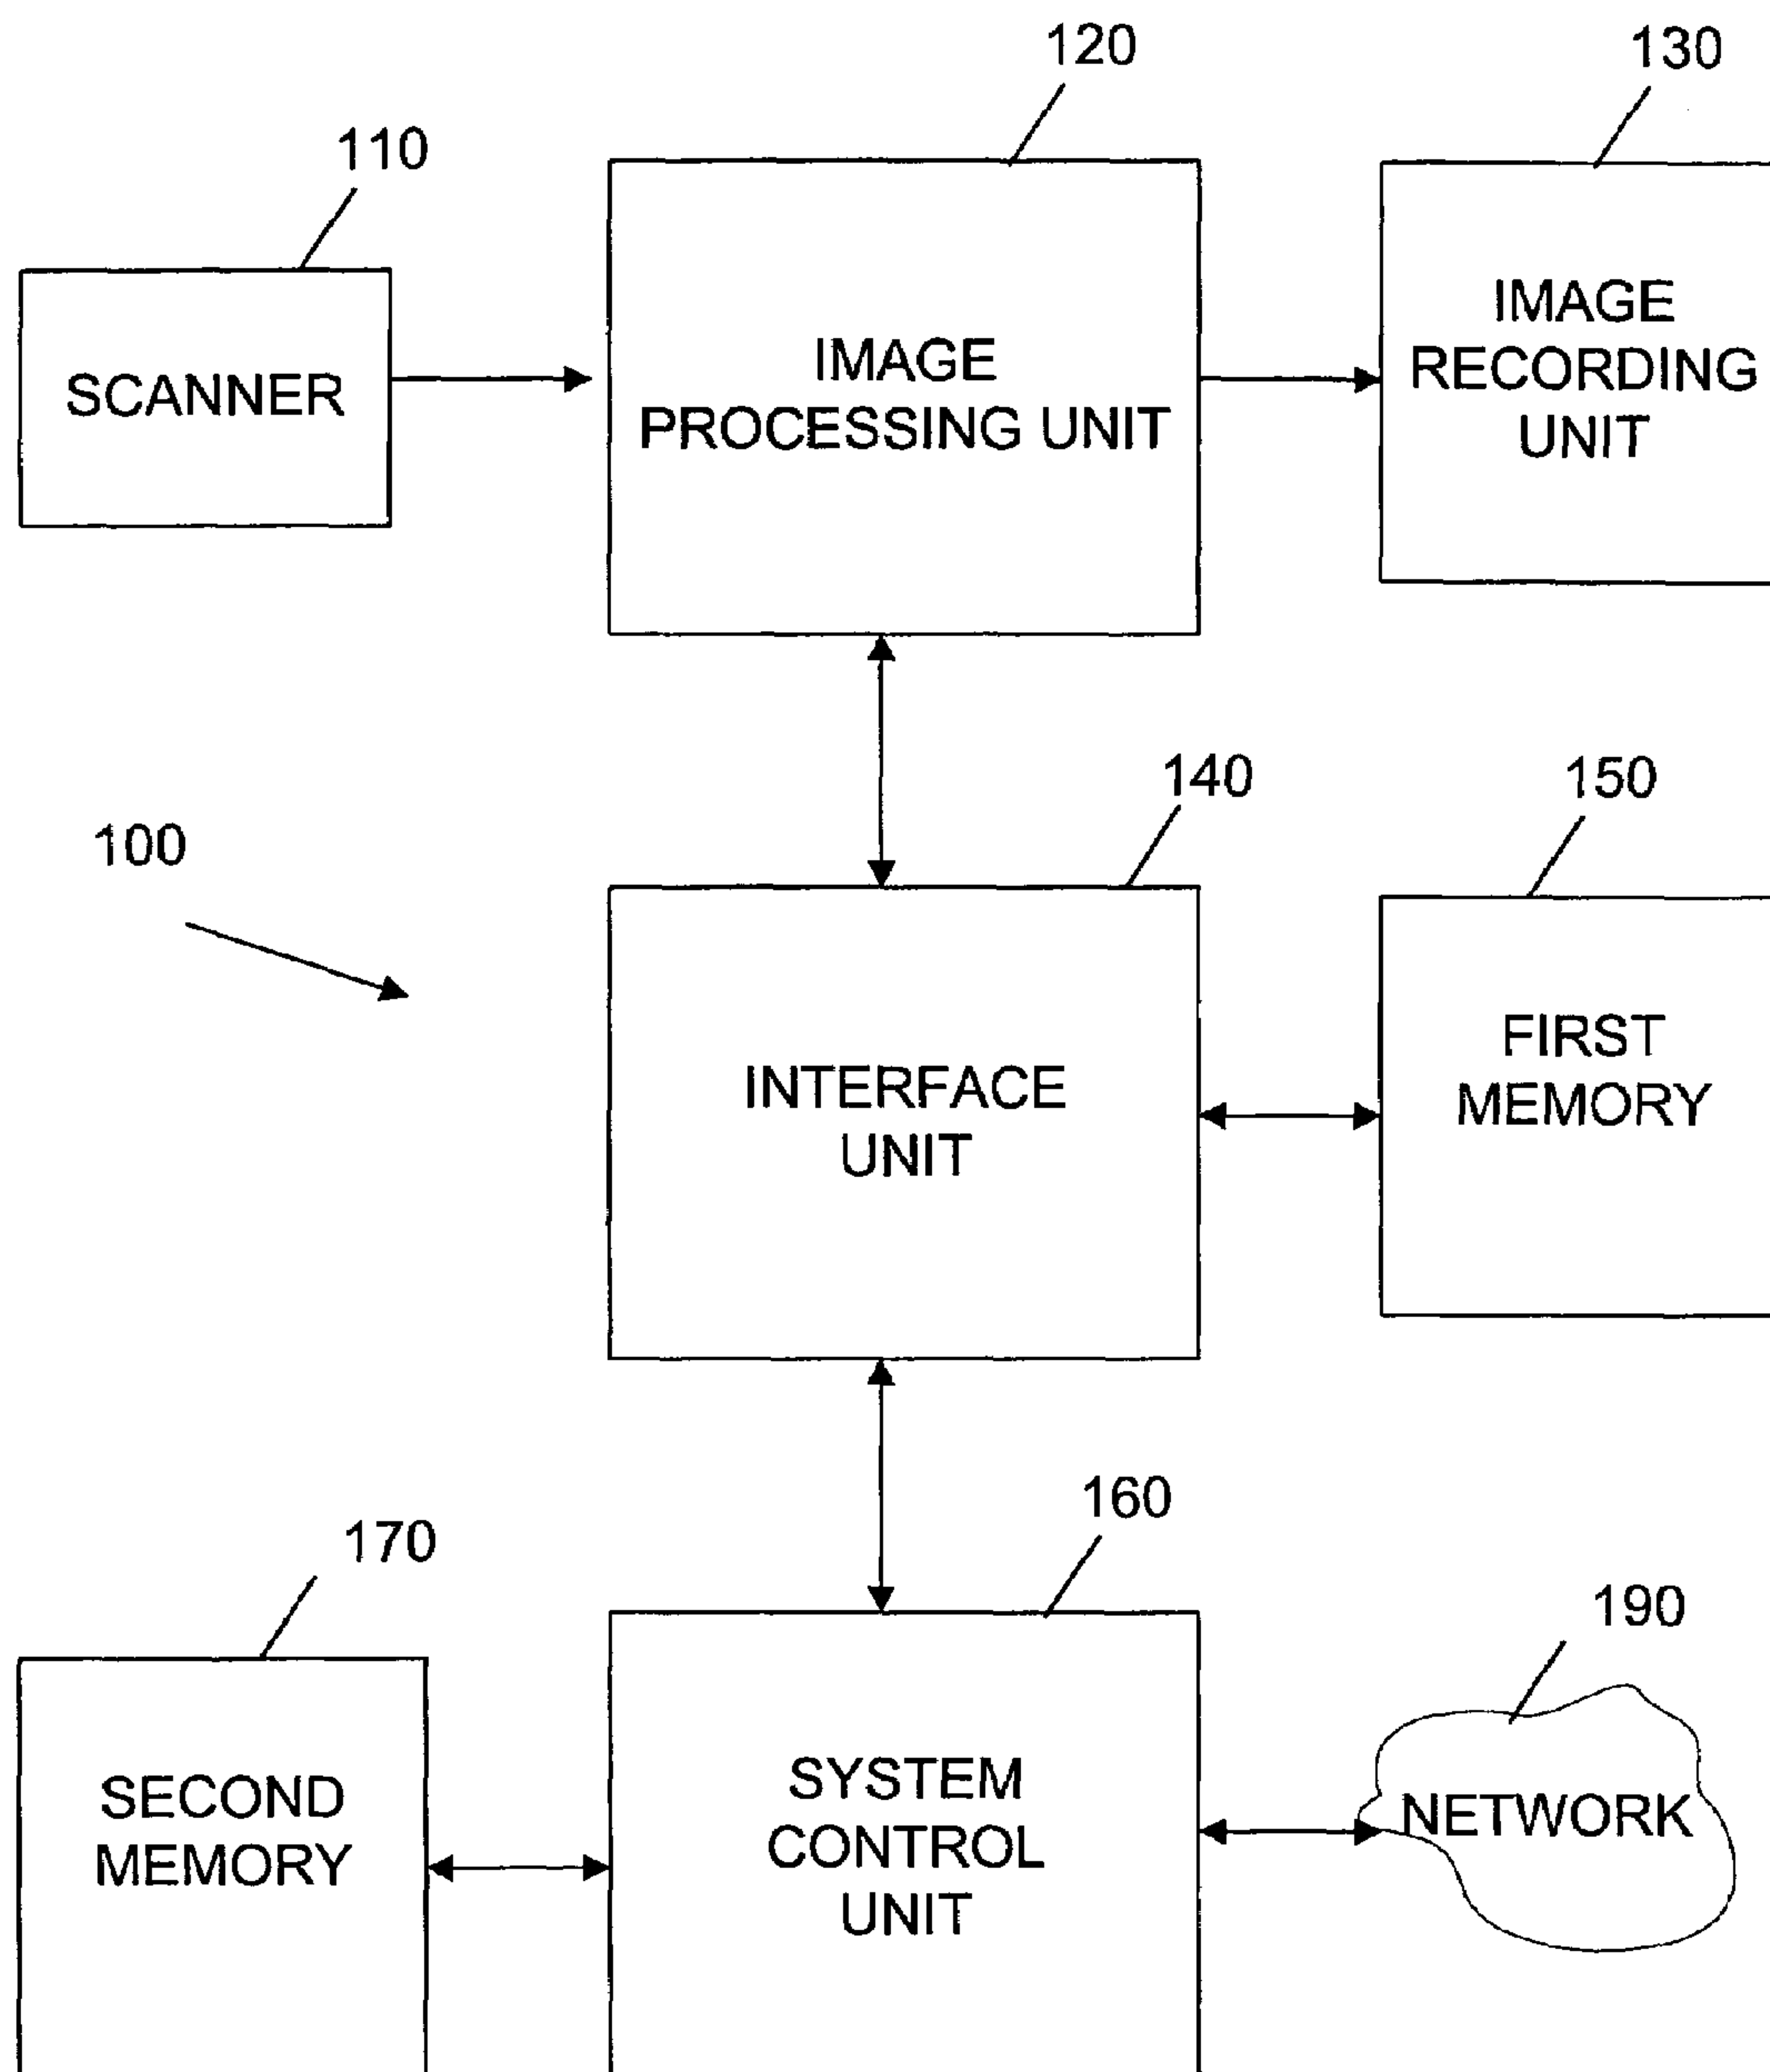 120
130
110
SCANNER
IMAGE
PROCESSING UNIT
IMAGE
RECORDING
UNIT
140
150
100
INTERFACE
UNIT
FIRST
MEMORY
160
170
190
SECOND
MEMORY
SYSTEM
CONTROL
UNIT
NETWORK